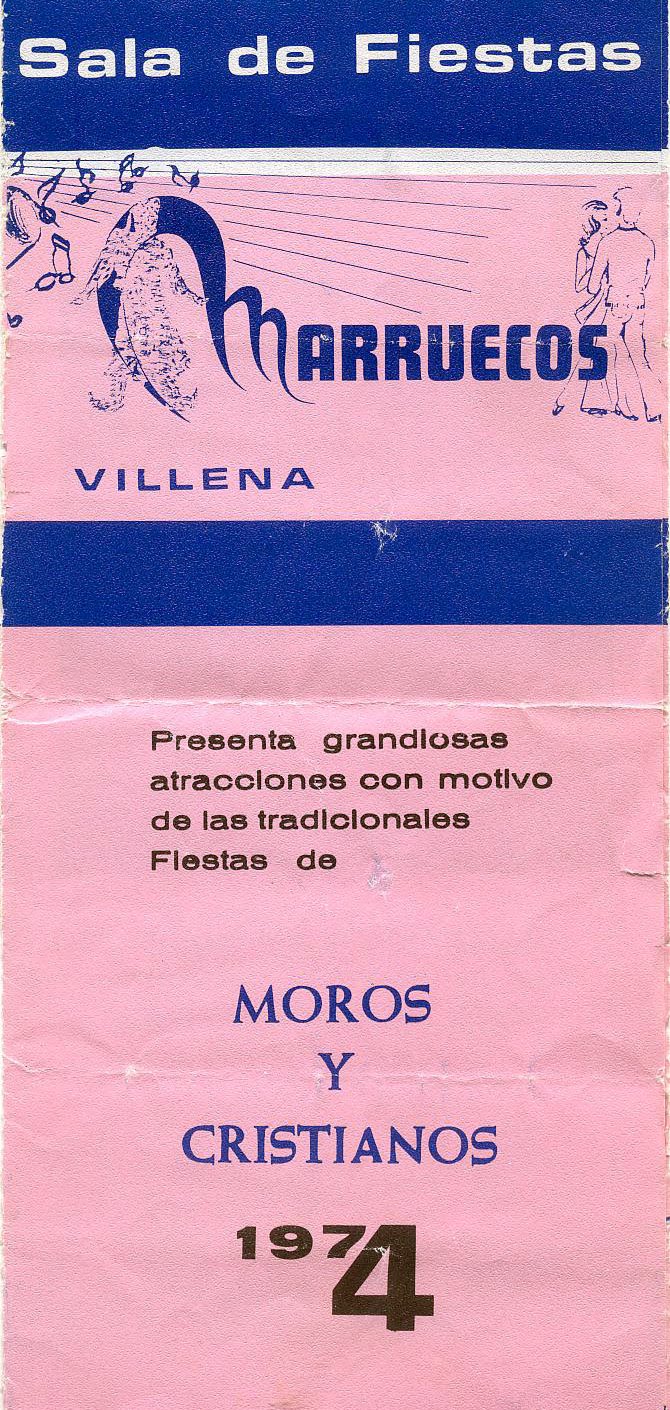 Sala de Fiestas
MARRUECOS
VILLENA
Presenta grandiosas
atracciones con motivo
de las tradicionales
Fiestas de
MOROS
Y
CRISTIANOS
1974